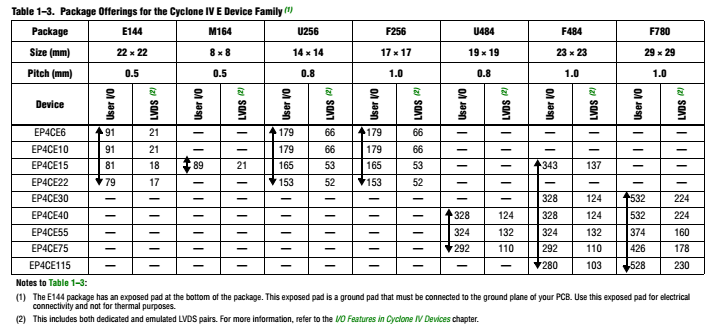 Table 1–3. Package Offerings for the Cyclone IV E Device Family (1)
Package E144 M164 U256 F256 U484 F484 F780
Size (mm) 22 × 22 8 × 8 14 × 14 17 × 17 19 × 19 23 × 23 29 × 29
Pitch (mm) 0.5 0.5 0.8 1.0 0.8 1.0 1.0
Device User I/O LVDS (2) User I/O LVDS (2) User I/O LVDS (2) User I/O LVDS (2) User I/O LVDS (2) User I/O LVDS (2) User I/O LVDS (2)
EP4CE6 91 21 — — 179 66 179 66 — — — — — —
EP4CE10 91 21 — — 179 66 179 66 — — — — — —
EP4CE15 81 18 89 21 165 53 165 53 — — 343 137 — —
EP4CE22 79 17 — — 153 52 153 52 — — — — — —
EP4CE30 — — — — — — — — — — 328 124 532 224
EP4CE40 — — — — — — — — 328 124 328 124 532 224
EP4CE55 — — — — — — — — 324 132 324 132 374 160
EP4CE75 — — — — — — — — 292 110 292 110 426 178
EP4CE115 — — — — — — — — — — 280 103 528 230
Notes to Table 1–3:
(1) The E144 package has an exposed pad at the bottom of the package. This exposed pad is a ground pad that must be connected to the ground plane of your PCB. Use this exposed pad for electrical
connectivity and not for thermal purposes.
(2) This includes both dedicated and emulated LVDS pairs. For more information, refer to the I/O Features in Cyclone IV Devices chapter.